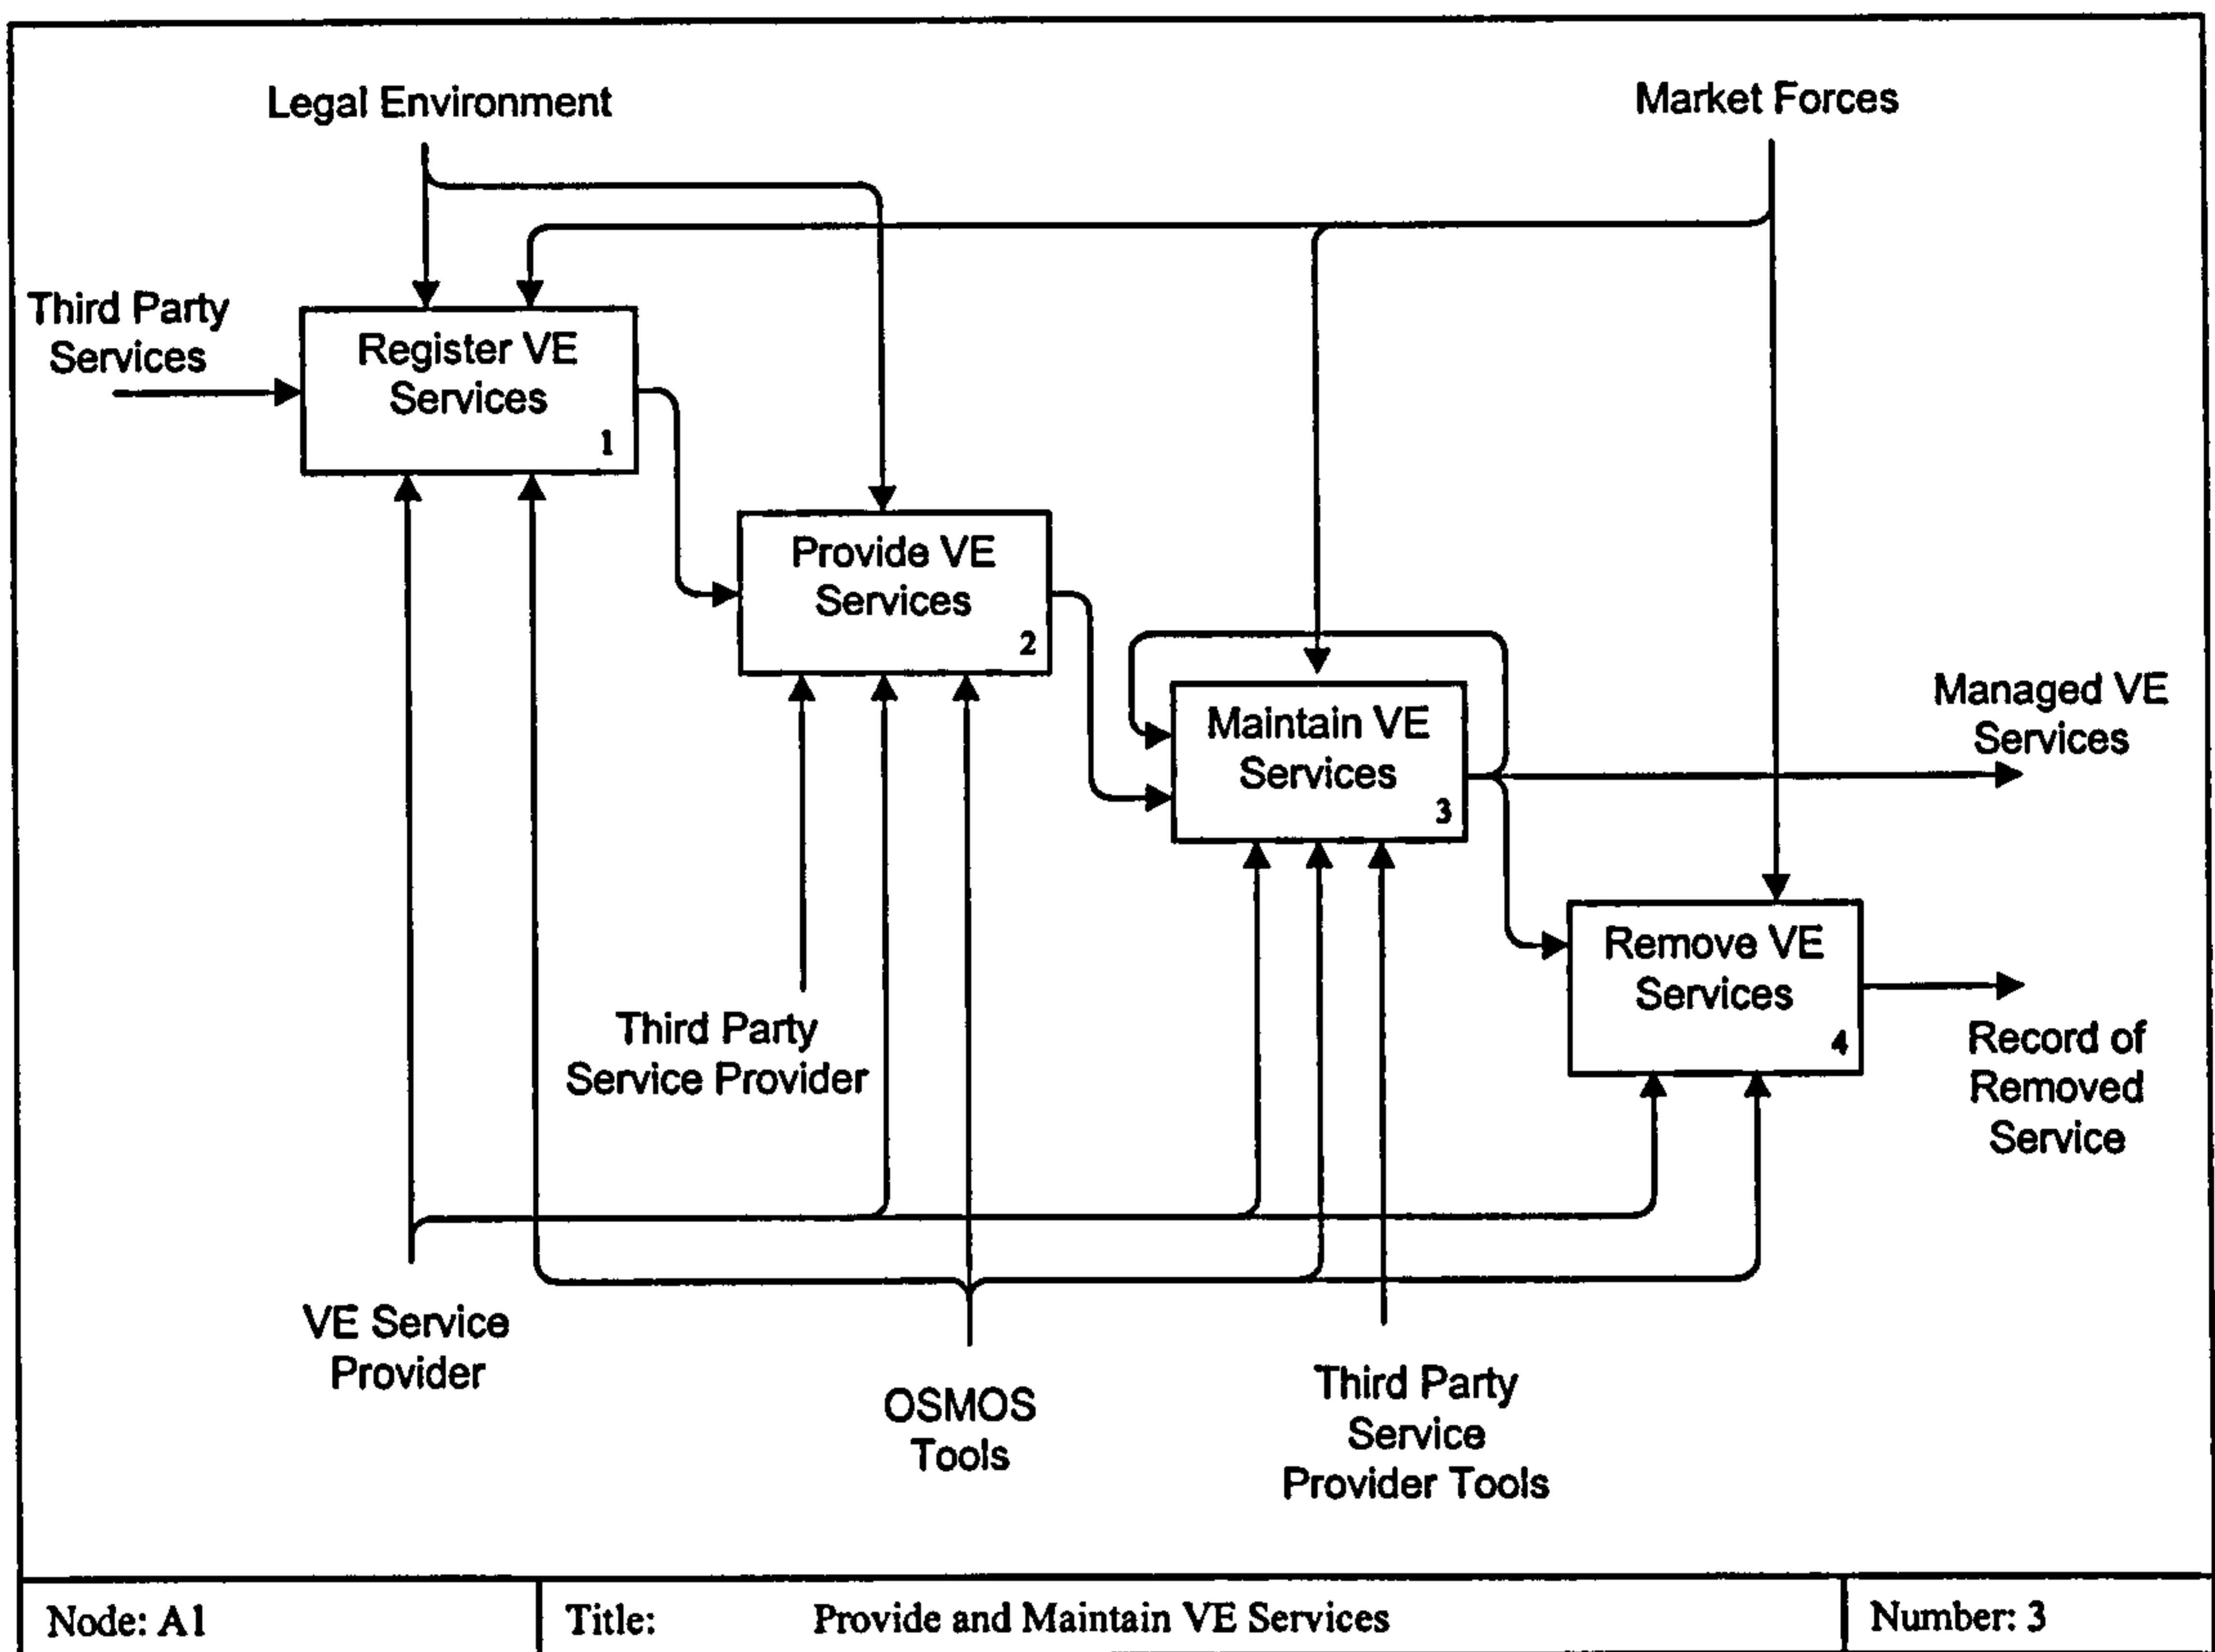 Legal Environment
Market Forces
Third Party
Services
Register VE
Services
1
Provide VE
Services
2
Maintain VE
Services
3
Managed VE
Services
Remove VE
Services
4
Record of
Removed
Service
Third Party
Service Provider
VE Service
Provider
OSMOS
Tools
Third Party
Service
Provider Tools
Node: A1
Title: Provide and Maintain VE Services
Number: 3